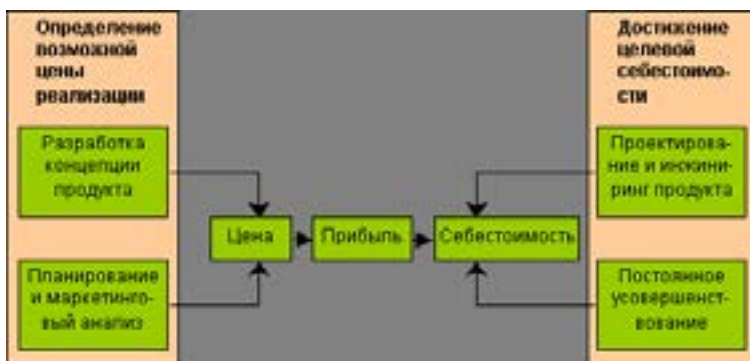 Определение
возможной
цены
реализации
Разработка
концепции
продукта
Планирование
и маркетинго-
вый анализ
Цена
Прибыль
Себестоимость
Достижение
целевой
себестоимо-
сти
Проектирова-
ние и инжини-
ринг продукта
Постоянное
усовершенст-
вование